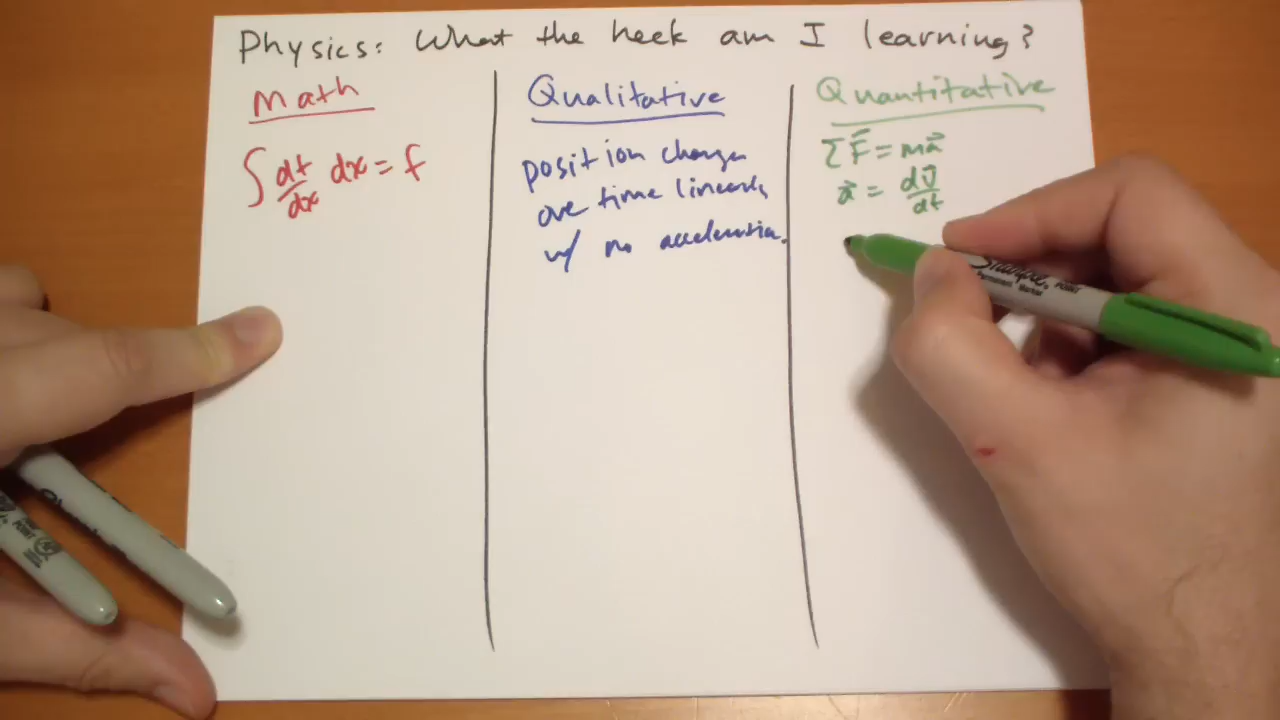 Physics: What the heck am I learning?
Math
∫ df/dx dx = f
Qualitative
position changes
over time linearly
w/ no acceleration.
Quantitative
ΣF⃗ = ma⃗
a⃗ = dv⃗/dt
Sharpie